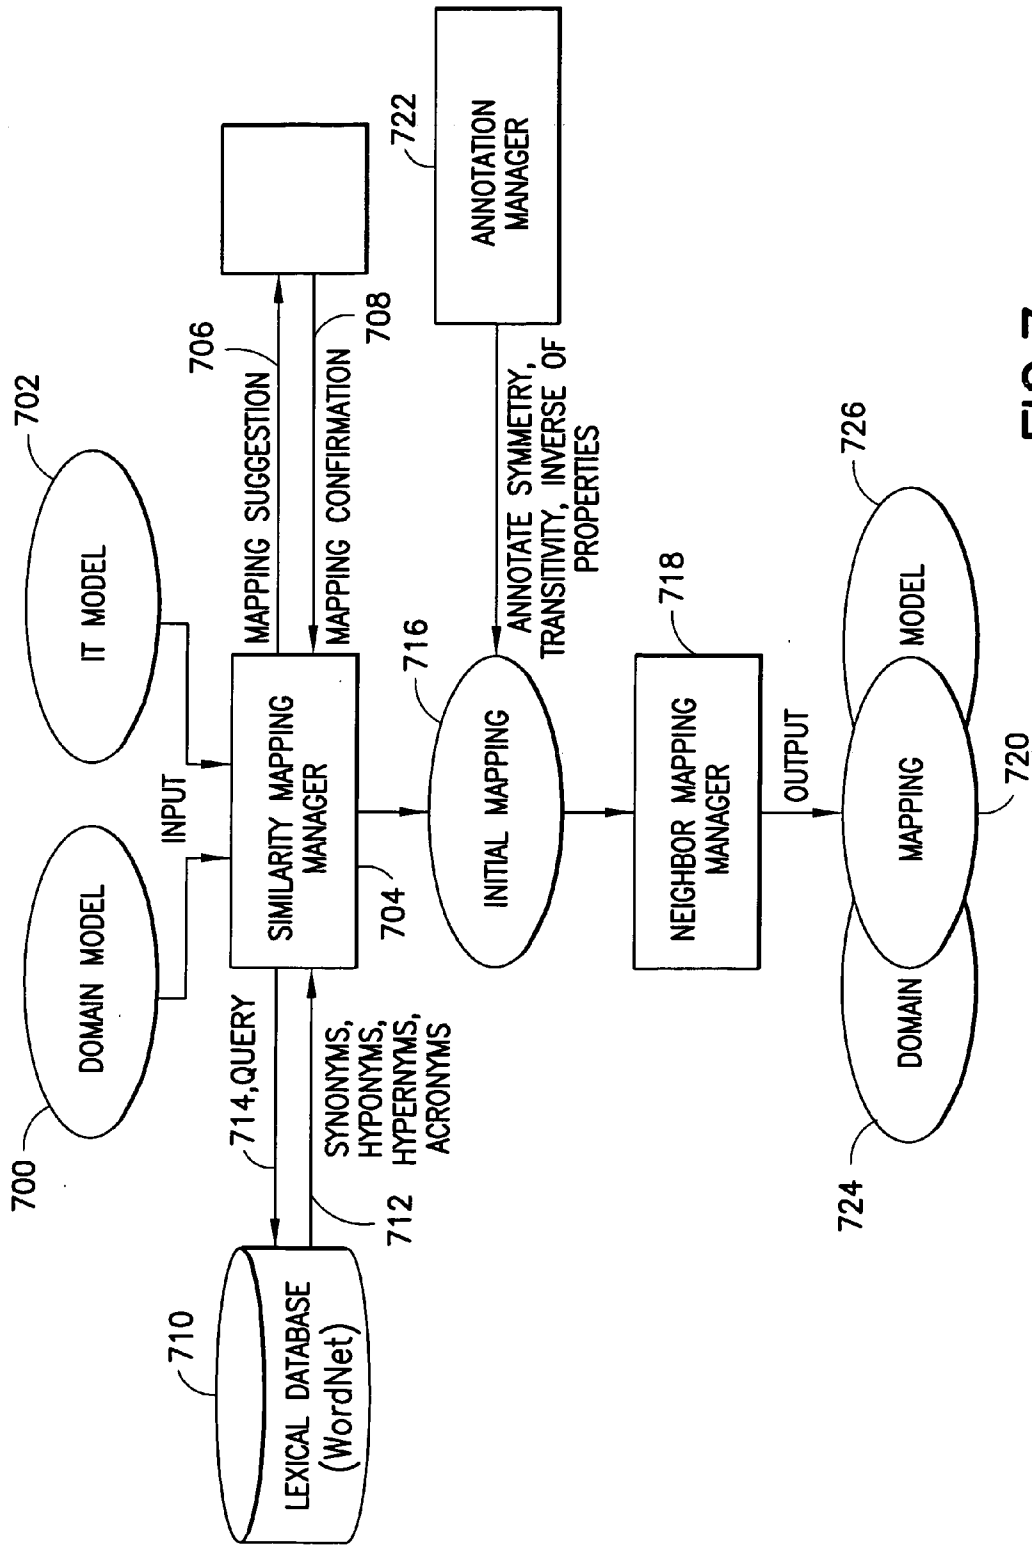 700
DOMAIN MODEL
702
IT MODEL
INPUT
710
LEXICAL DATABASE
(WordNet)
714,QUERY
712
SYNONYMS,
HYPONYMS,
HYPERNYMS,
ACRONYMS
SIMILARITY MAPPING
MANAGER
704
706
MAPPING SUGGESTION
MAPPING CONFIRMATION
708
716
INITIAL MAPPING
722
ANNOTATION
MANAGER
ANNOTATE SYMMETRY,
TRANSITIVITY, INVERSE OF
PROPERTIES
718
NEIGHBOR MAPPING
MANAGER
OUTPUT
724
DOMAIN
MAPPING
MODEL
726
720
FIG.7